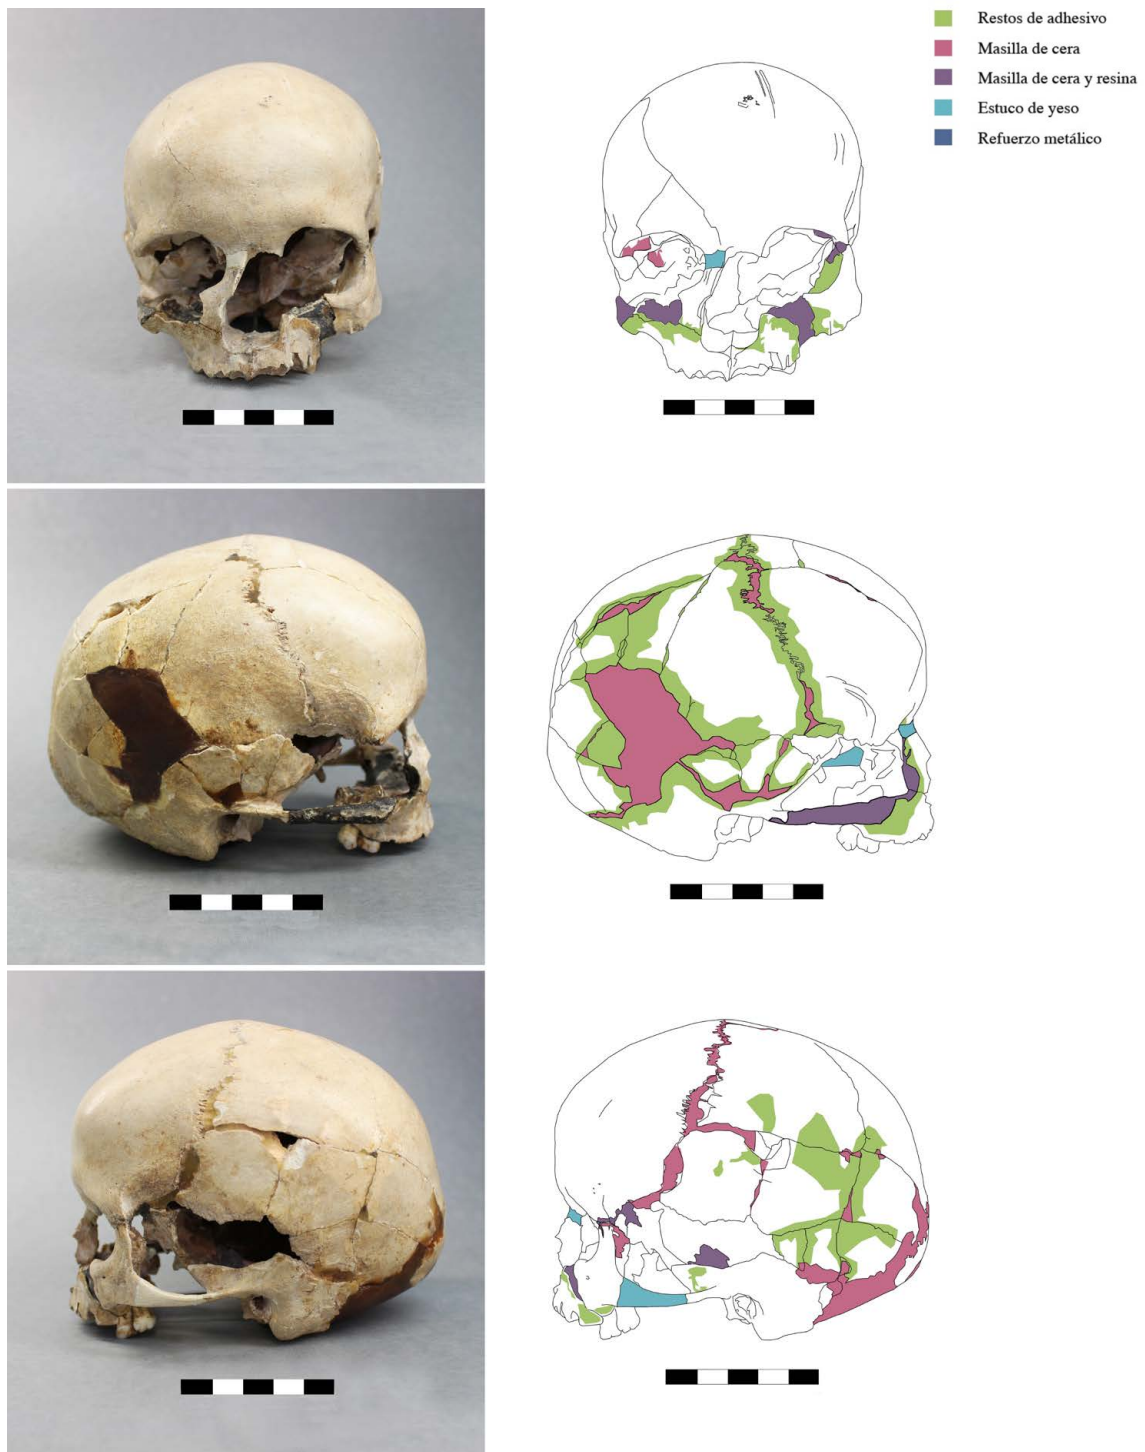 Restos de adhesivo
Masilla de cera
Masilla de cera y resina
Estuco de yeso
Refuerzo metálico